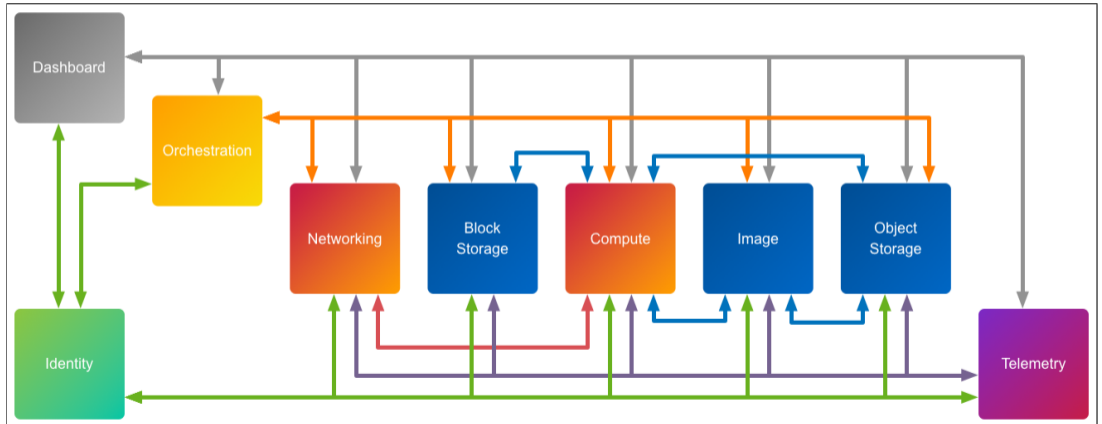 Dashboard
Orchestration
Networking
Block
Storage
Compute
Image
Object
Storage
Identity
Telemetry